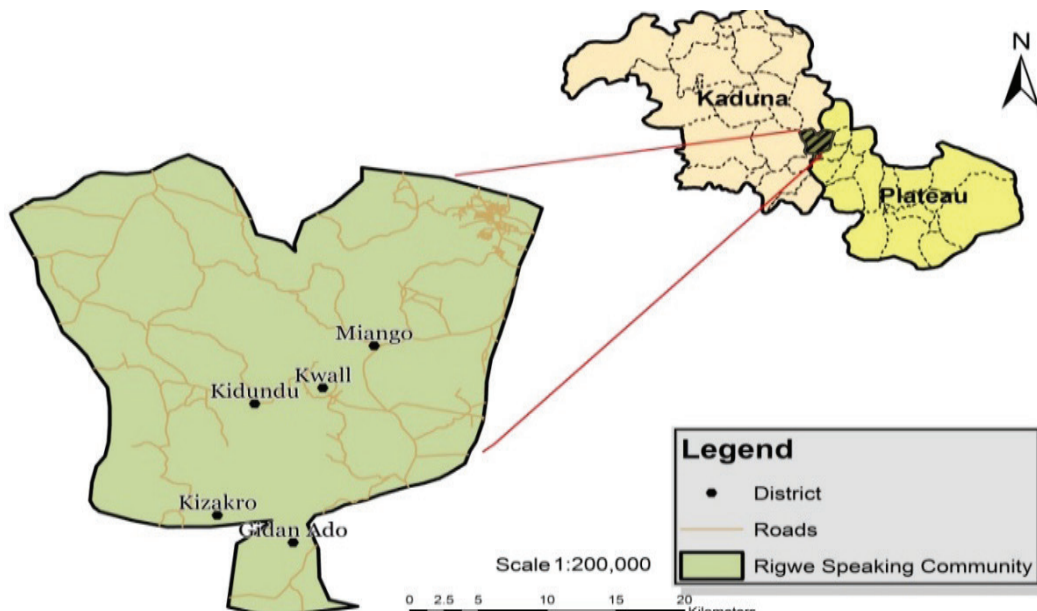 N
Kaduna
Plateau
Miango
Kwall
Kidundu
Kizakro
Gidan Ado
Legend
District
Roads
Rigwe Speaking Community
Scale 1:200,000
0 2.5 5 10 15 20
Kilometers